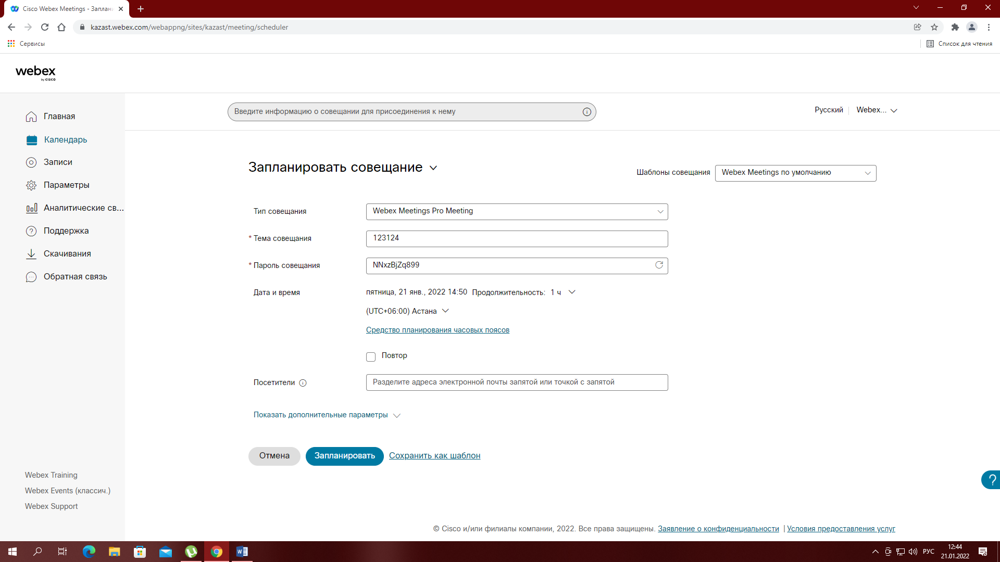 Cisco Webex Meetings - Заплани
kazast.webex.com/webappng/sites/kazast/meeting/scheduler
Сервисы
Список для чтения
webex
by CISCO
Введите информацию о совещании для присоединения к нему
Русский
Webex...
Главная
Календарь
Записи
Параметры
Аналитические св...
Поддержка
Скачивания
Обратная связь
Запланировать совещание
Шаблоны совещания
Webex Meetings по умолчанию
Тип совещания
Webex Meetings Pro Meeting
* Тема совещания
123124
* Пароль совещания
NNxzBjZq899
Дата и время
пятница, 21 янв., 2022 14:50 Продолжительность: 1 ч
(UTC+06:00) Астана
Средство планирования часовых поясов
Повтор
Посетители
Разделите адреса электронной почты запятой или точкой с запятой
Показать дополнительные параметры
Отмена
Запланировать
Сохранить как шаблон
Webex Training
Webex Events (классич.)
Webex Support
?
© Cisco и/или филиалы компании, 2022. Все права защищены. Заявление о конфиденциальности | Условия предоставления услуг
РУС
12:44
21.01.2022